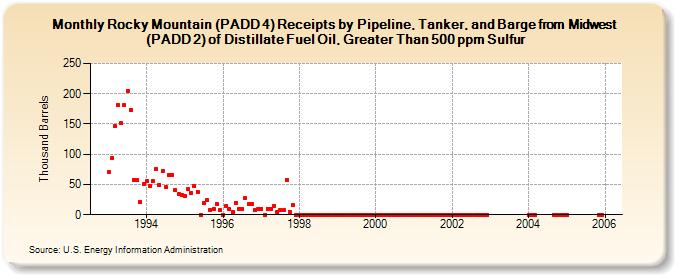 Monthly Rocky Mountain (PADD 4) Receipts by Pipeline, Tanker, and Barge from Midwest
(PADD 2) of Distillate Fuel Oil, Greater Than 500 ppm Sulfur
Thousand Barrels
250
200
150
100
50
0
1994 1996 1998 2000 2002 2004 2006
Source: U.S. Energy Information Administration